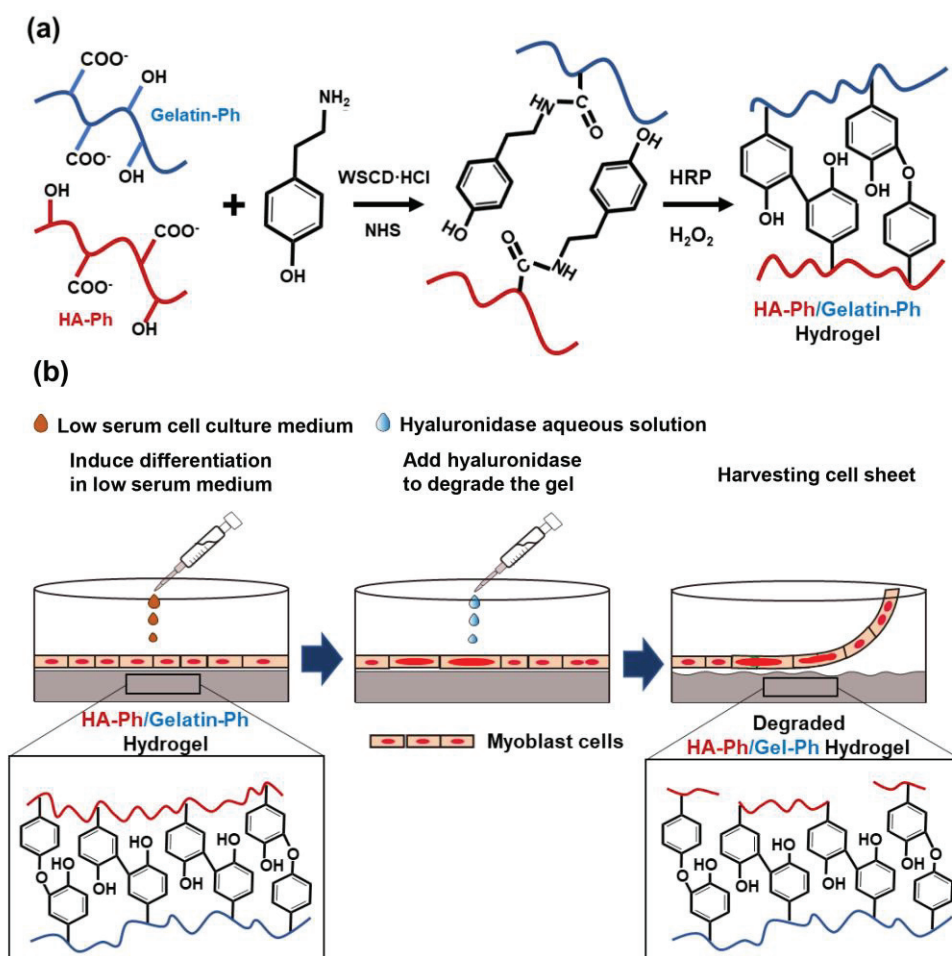 (a)
COO⁻
OH
Gelatin-Ph
COO⁻
OH
OH
COO⁻
COO⁻
HA-Ph
OH
+
NH₂
OH
WSCD·HCl
NHS
HN
C
O
OH
HO
O
C
NH
HRP
H₂O₂
OH
OH
OH
O
HA-Ph/Gelatin-Ph
Hydrogel
(b)
Low serum cell culture medium
Hyaluronidase aqueous solution
Induce differentiation
in low serum medium
Add hyaluronidase
to degrade the gel
Harvesting cell sheet
HA-Ph/Gelatin-Ph
Hydrogel
Myoblast cells
Degraded
HA-Ph/Gel-Ph Hydrogel
O
HO
OH
OH
OH
OH
OH
O
O
HO
OH
OH
OH
OH
OH
O